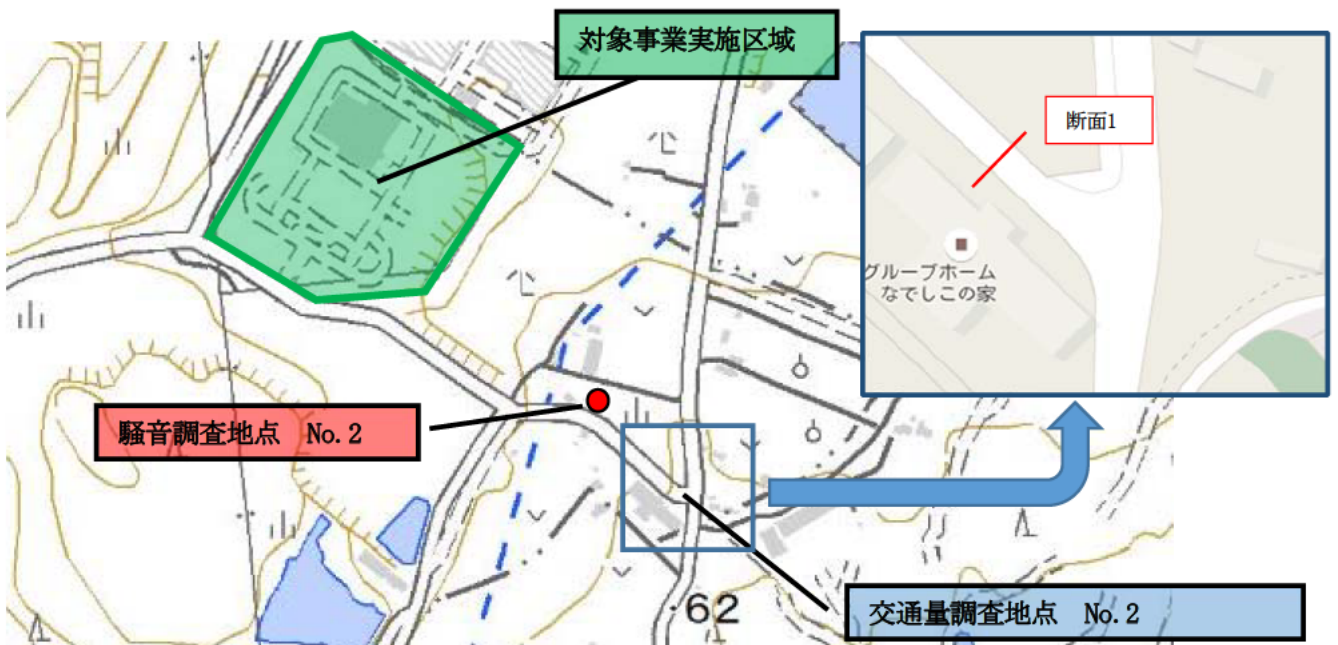 対象事業実施区域
断面1
グループホーム
なでしこの家
騒音調査地点 No.2
62
交通量調査地点 No.2